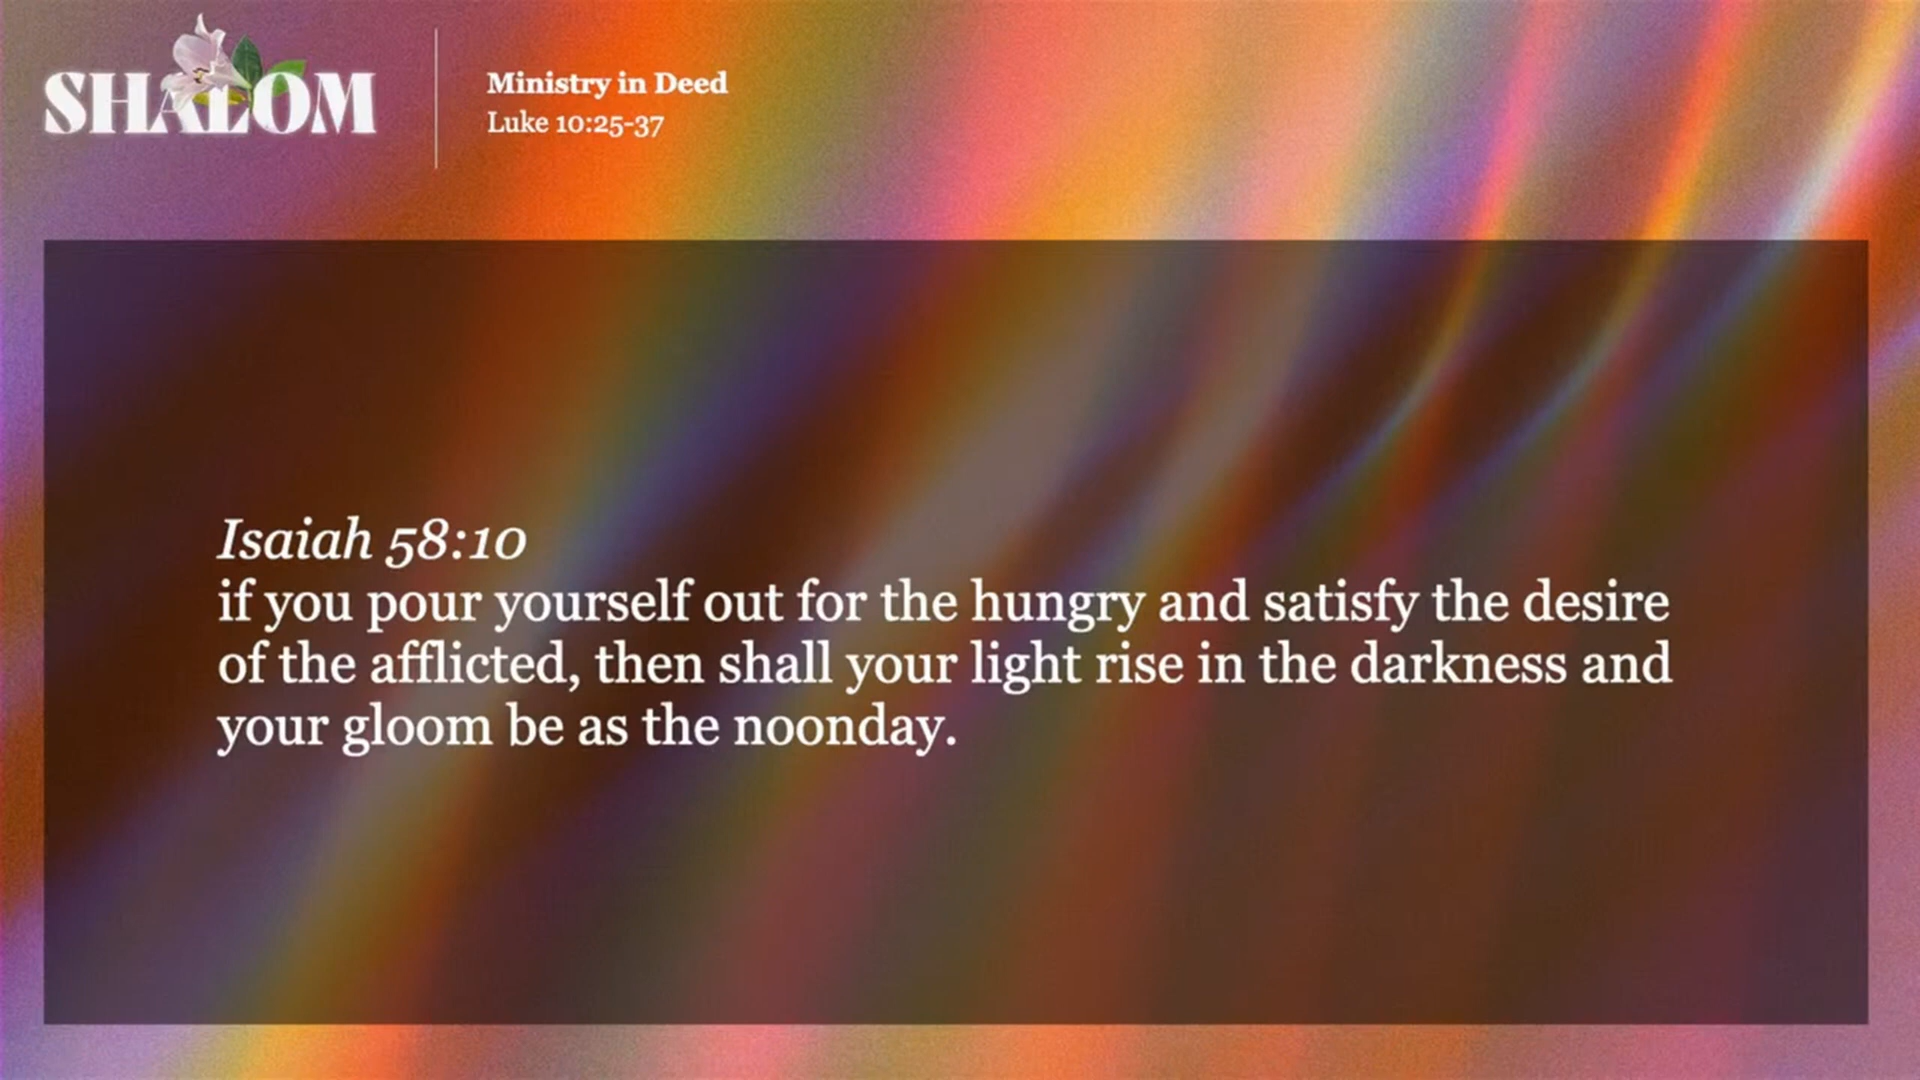 SHALOM
Ministry in Deed
Luke 10:25-37
Isaiah 58:10
if you pour yourself out for the hungry and satisfy the desire
of the afflicted, then shall your light rise in the darkness and
your gloom be as the noonday.